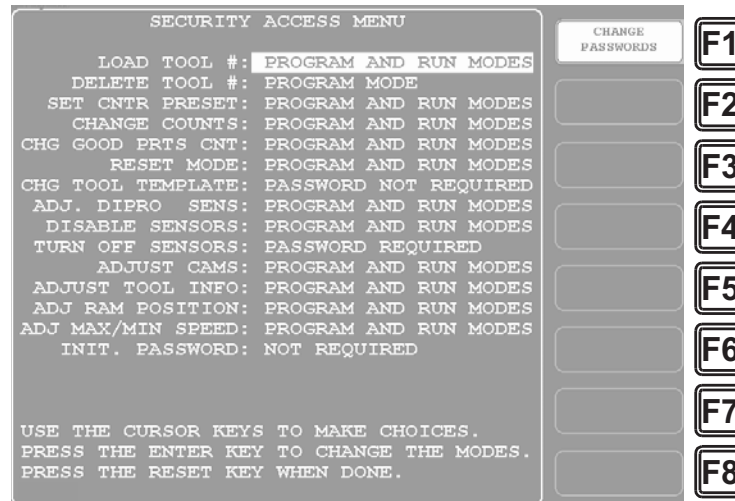 SECURITY ACCESS MENU
LOAD TOOL #: PROGRAM AND RUN MODES
DELETE TOOL #: PROGRAM MODE
SET CNTR PRESET: PROGRAM AND RUN MODES
CHANGE COUNTS: PROGRAM AND RUN MODES
CHG GOOD PRTS CNT: PROGRAM AND RUN MODES
RESET MODE: PROGRAM AND RUN MODES
CHG TOOL TEMPLATE: PASSWORD NOT REQUIRED
ADJ. DIPRO SENS: PROGRAM AND RUN MODES
DISABLE SENSORS: PROGRAM AND RUN MODES
TURN OFF SENSORS: PASSWORD REQUIRED
ADJUST CAMS: PROGRAM AND RUN MODES
ADJUST TOOL INFO: PROGRAM AND RUN MODES
ADJ RAM POSITION: PROGRAM AND RUN MODES
ADJ MAX/MIN SPEED: PROGRAM AND RUN MODES
INIT. PASSWORD: NOT REQUIRED
USE THE CURSOR KEYS TO MAKE CHOICES.
PRESS THE ENTER KEY TO CHANGE THE MODES.
PRESS THE RESET KEY WHEN DONE.
CHANGE
PASSWORDS
F1
F2
F3
F4
F5
F6
F7
F8